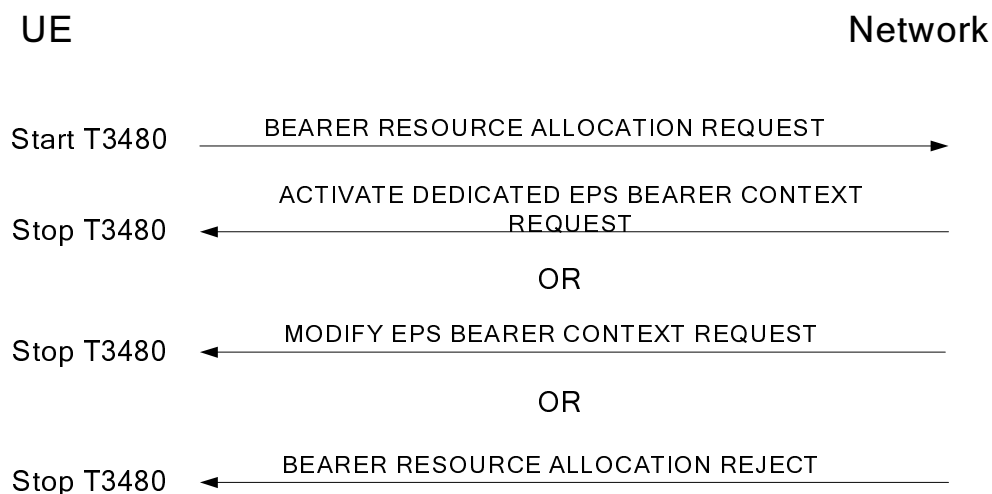 UE Network
Start T3480 BEARER RESOURCE ALLOCATION REQUEST
ACTIVATE DEDICATED EPS BEARER CONTEXT
Stop T3480 REQUEST
OR
Stop T3480 MODIFY EPS BEARER CONTEXT REQUEST
OR
Stop T3480 BEARER RESOURCE ALLOCATION REJECT